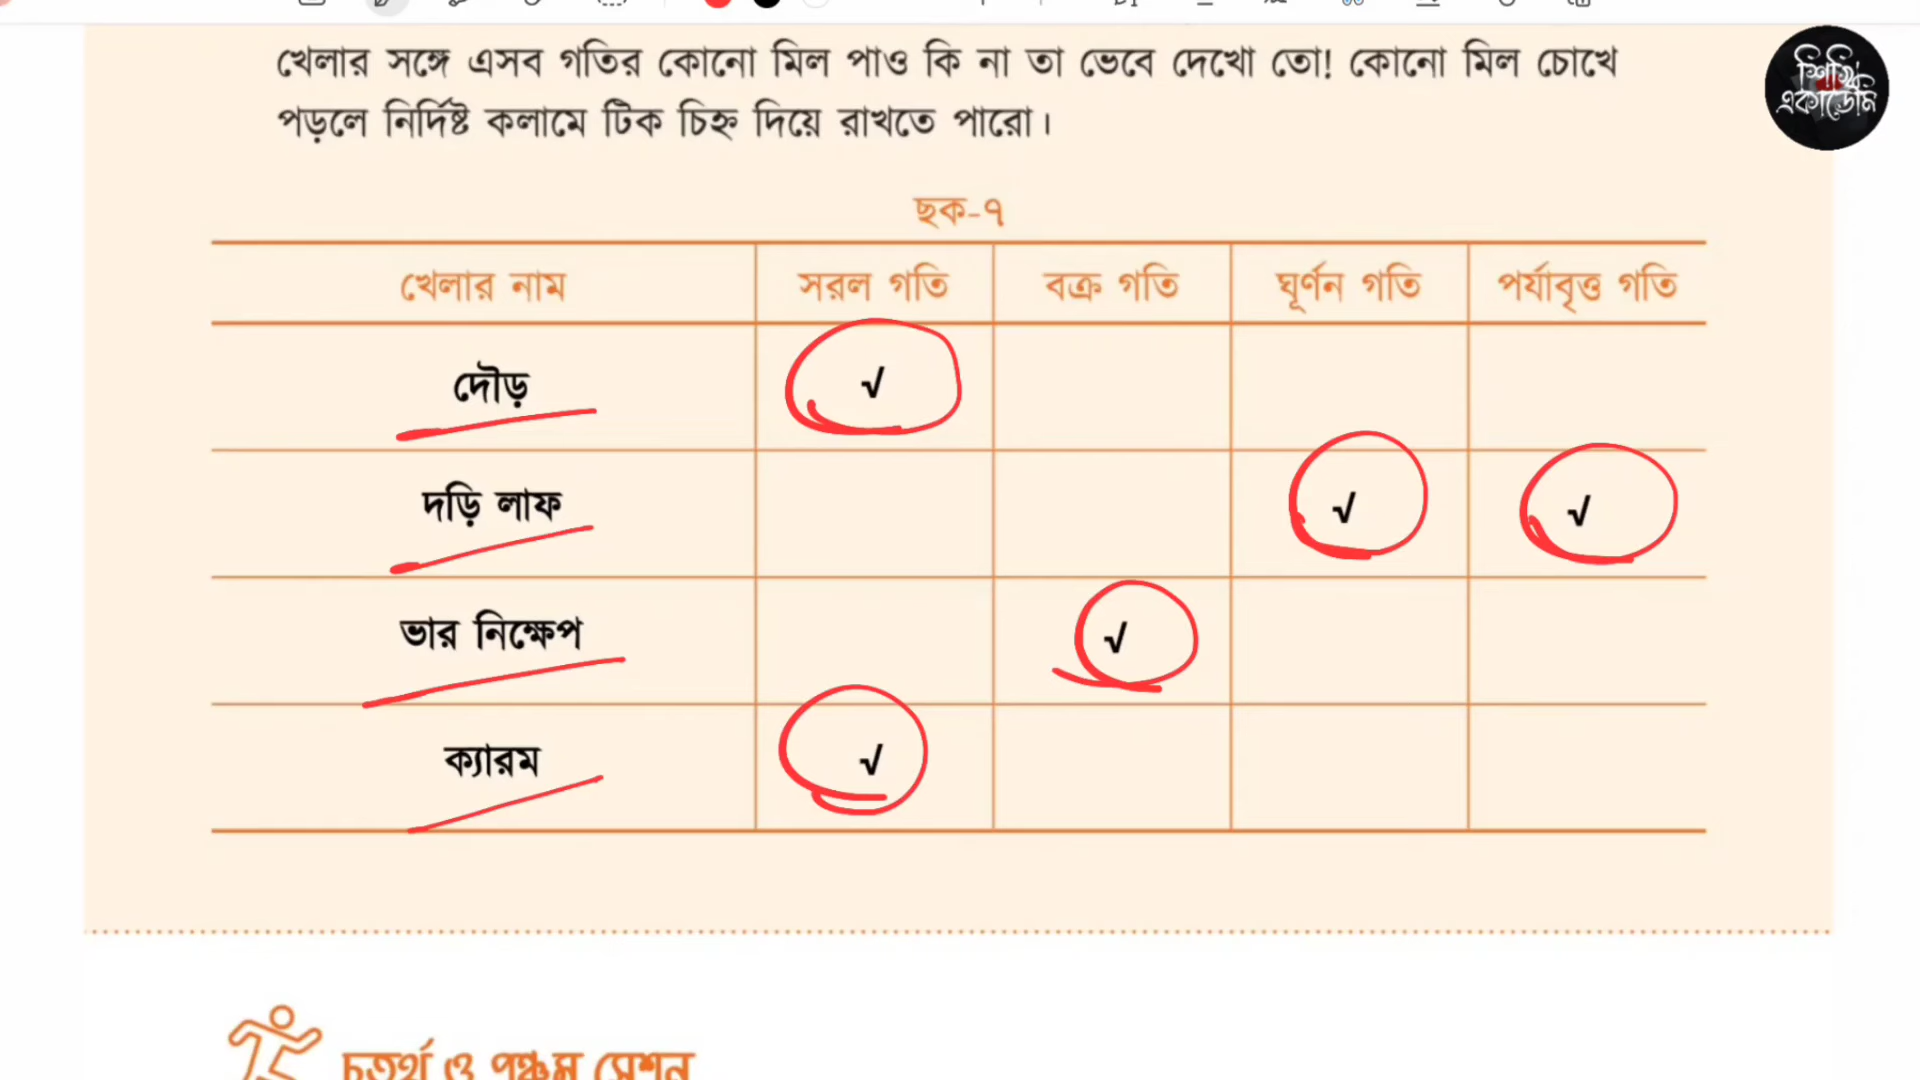 খেলার সঙ্গে এসব গতির কোনো মিল পাও কি না তা ভেবে দেখো তো! কোনো মিল চোখে
পড়লে নির্দিষ্ট কলামে টিক চিহ্ন দিয়ে রাখতে পারো।
শিখি
একাডেমি
ছক-৭
খেলার নাম সরল গতি বক্র গতি ঘূর্ণন গতি পর্যাবৃত্ত গতি
দৌড় √
দড়ি লাফ √ √
ভার নিক্ষেপ √
ক্যারম √
চতুর্থ ও পঞ্চম সেশন